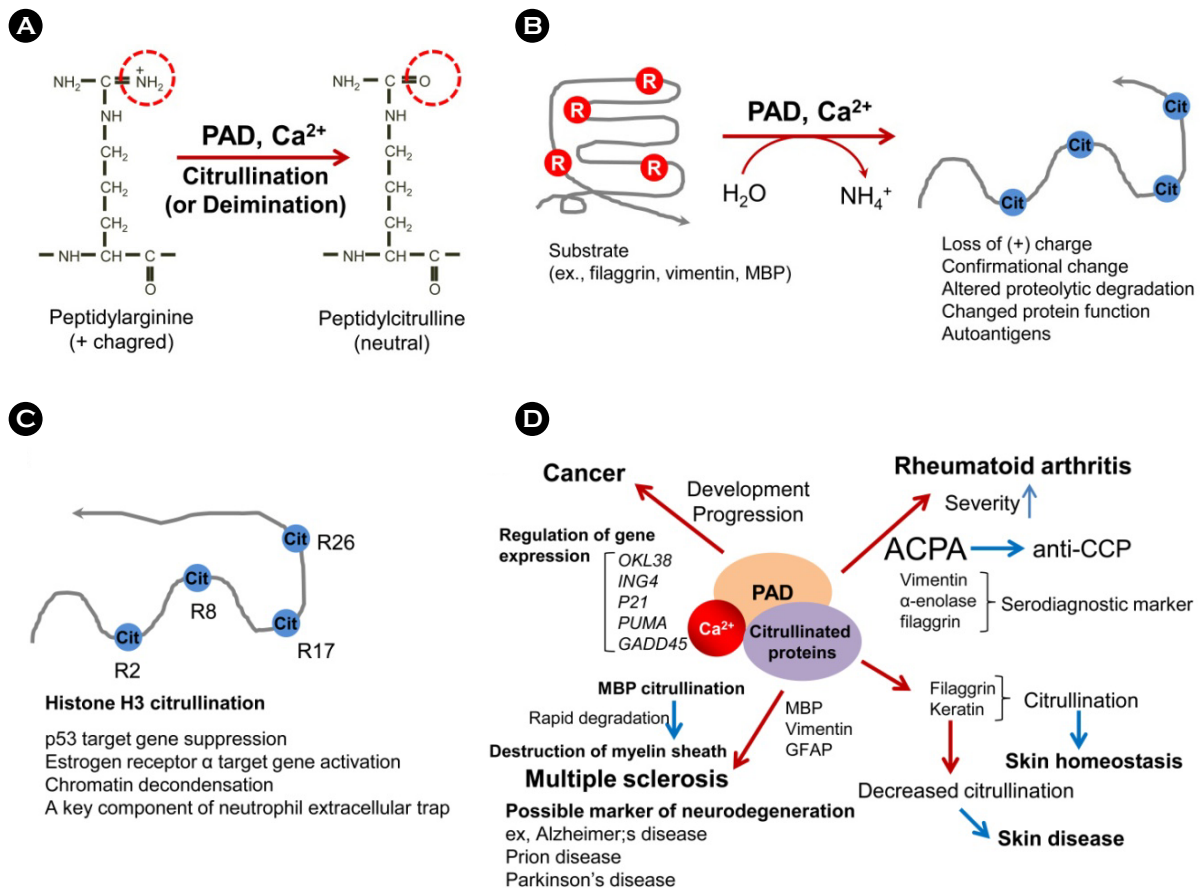 A
NH2 C NH2
+
NH
CH2
CH2
CH2
NH CH C
O
Peptidylarginine
(+ chagred)
PAD, Ca2+
Citrullination
(or Deimination)
NH2 C O
NH
CH2
CH2
CH2
NH CH C
O
Peptidylcitrulline
(neutral)
B
R
R
R
R
Substrate
(ex., filaggrin, vimentin, MBP)
PAD, Ca2+
H2O
NH4+
Cit
Cit
Cit
Cit
Loss of (+) charge
Confirmational change
Altered proteolytic degradation
Changed protein function
Autoantigens
C
Cit R26
Cit
R8
Cit
R17
Cit
R2
Histone H3 citrullination
p53 target gene suppression
Estrogen receptor α target gene activation
Chromatin decondensation
A key component of neutrophil extracellular trap
D
Cancer
Development
Progression
Regulation of gene
expression
OKL38
ING4
P21
PUMA
GADD45
PAD
Ca2+
Citrullinated
proteins
Rheumatoid arthritis
Severity
ACPA
anti-CCP
Vimentin
α-enolase
filaggrin
Serodiagnostic marker
MBP citrullination
Rapid degradation
Destruction of myelin sheath
Multiple sclerosis
MBP
Vimentin
GFAP
Possible marker of neurodegeneration
ex, Alzheimer;s disease
Prion disease
Parkinson's disease
Filaggrin
Keratin
Citrullination
Skin homeostasis
Decreased citrullination
Skin disease